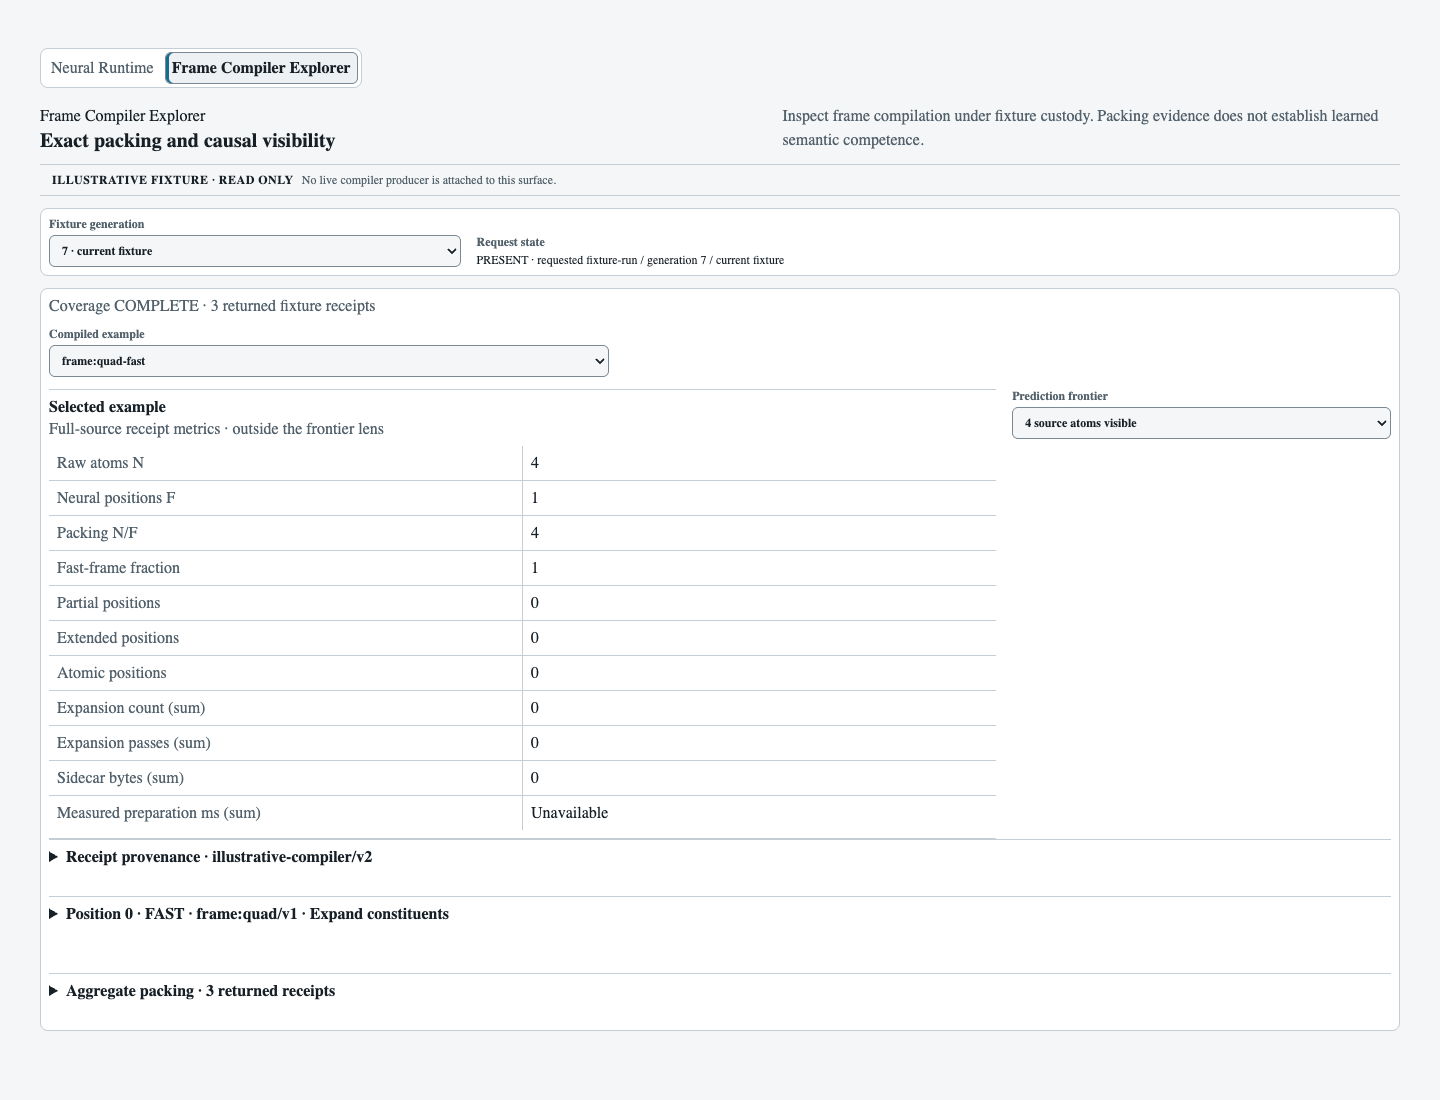 Neural Runtime
Frame Compiler Explorer
Frame Compiler Explorer
Exact packing and causal visibility
Inspect frame compilation under fixture custody. Packing evidence does not establish learned
semantic competence.
ILLUSTRATIVE FIXTURE · READ ONLY No live compiler producer is attached to this surface.
Fixture generation
7 · current fixture
Request state
PRESENT · requested fixture-run / generation 7 / current fixture
Coverage COMPLETE · 3 returned fixture receipts
Compiled example
frame:quad-fast
Selected example
Full-source receipt metrics · outside the frontier lens
Prediction frontier
4 source atoms visible
Raw atoms N 4
Neural positions F 1
Packing N/F 4
Fast-frame fraction 1
Partial positions 0
Extended positions 0
Atomic positions 0
Expansion count (sum) 0
Expansion passes (sum) 0
Sidecar bytes (sum) 0
Measured preparation ms (sum) Unavailable
Receipt provenance · illustrative-compiler/v2
Position 0 · FAST · frame:quad/v1 · Expand constituents
Aggregate packing · 3 returned receipts